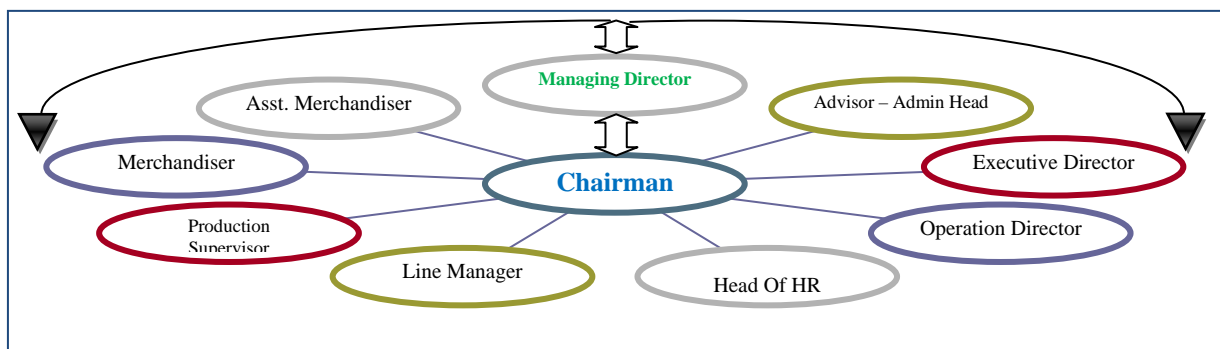 Managing Director
Asst. Merchandiser
Advisor – Admin Head
Merchandiser
Executive Director
Chairman
Production
Supervisor
Operation Director
Line Manager
Head Of HR